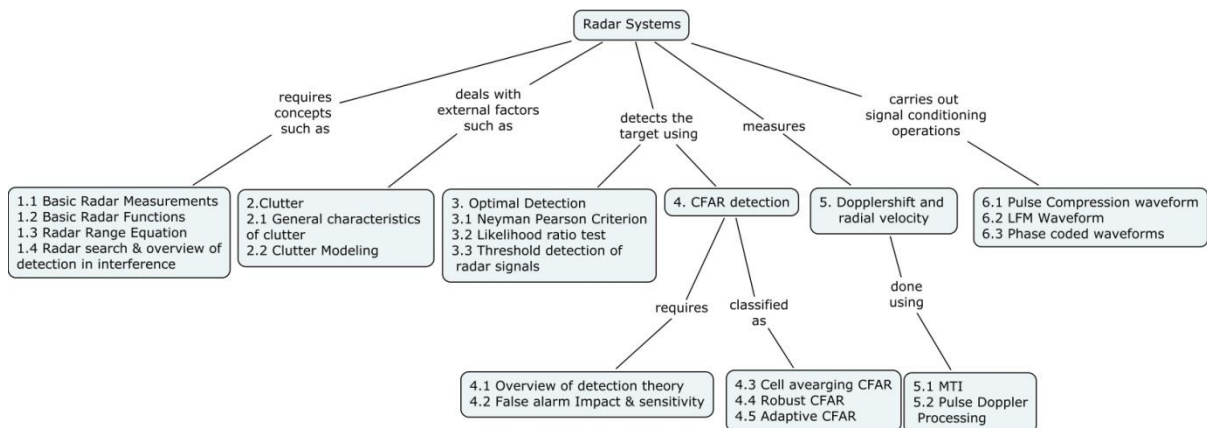 Radar Systems
requires
concepts
such as
deals with
external factors
such as
detects the
target using
measures
carries out
signal conditioning
operations
1.1 Basic Radar Measurements
1.2 Basic Radar Functions
1.3 Radar Range Equation
1.4 Radar search & overview of
detection in interference
2.Clutter
2.1 General characteristics
of clutter
2.2 Clutter Modeling
3. Optimal Detection
3.1 Neyman Pearson Criterion
3.2 Likelihood ratio test
3.3 Threshold detection of
radar signals
4. CFAR detection
5. Dopplershift and
radial velocity
6.1 Pulse Compression waveform
6.2 LFM Waveform
6.3 Phase coded waveforms
requires
classified
as
done
using
4.1 Overview of detection theory
4.2 False alarm Impact & sensitivity
4.3 Cell avearging CFAR
4.4 Robust CFAR
4.5 Adaptive CFAR
5.1 MTI
5.2 Pulse Doppler
Processing